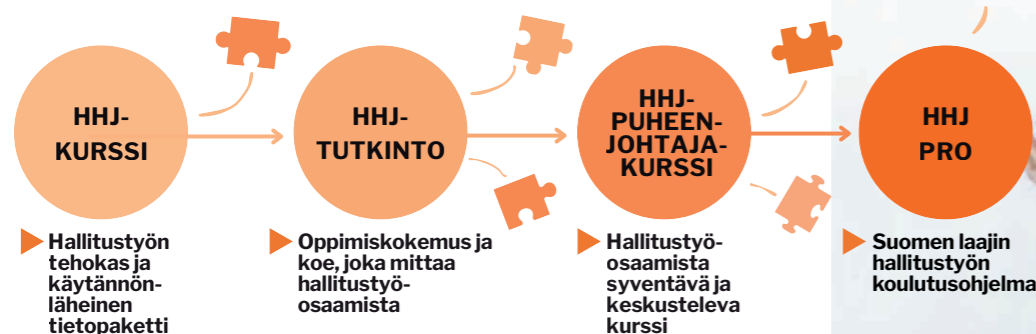 HHJ-
KURSSI
HHJ-
TUTKINTO
HHJ-
PUHEEN-
JOHTAJA-
KURSSI
HHJ
PRO
Hallitustyön
tehokas ja
käytännön-
läheinen
tietopaketti
Oppimiskokemus ja
koe, joka mittaa
hallitustyö-
osaamista
Hallitustyö-
osaamista
syventävä ja
keskusteleva
kurssi
Suomen laajin
hallitustyön
koulutusohjelma